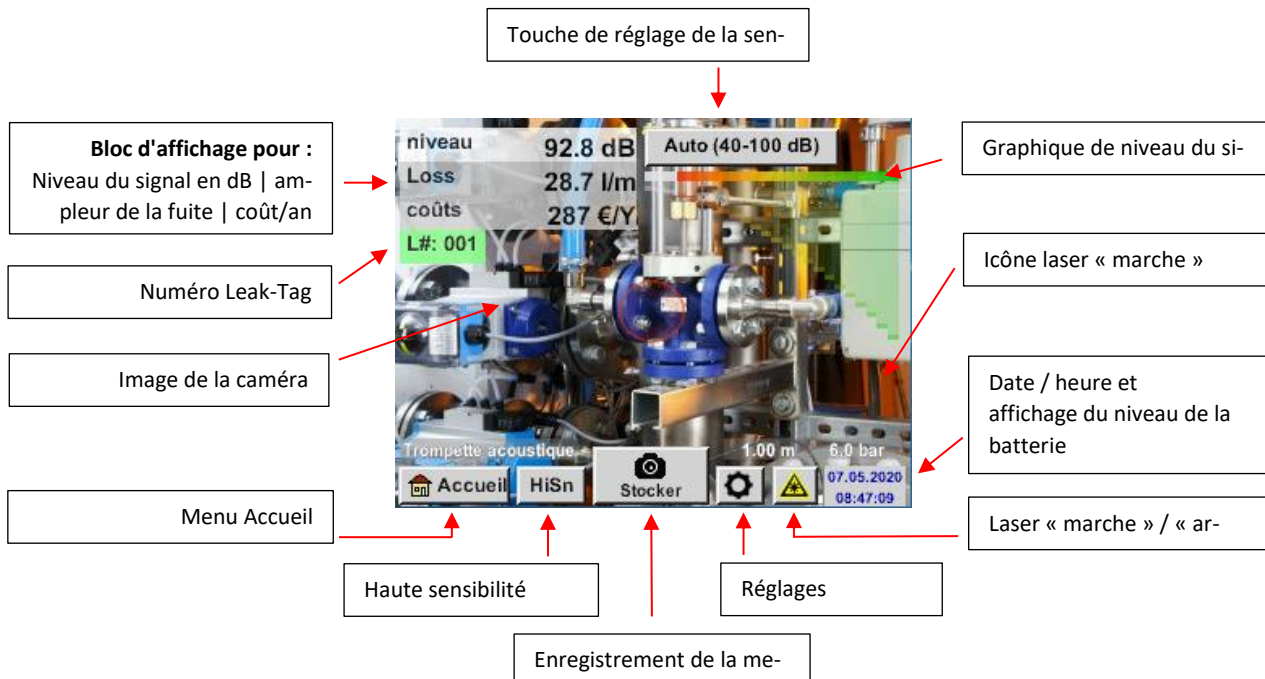 Touche de réglage de la sen-
Bloc d'affichage pour :
Niveau du signal en dB | am-
pleur de la fuite | coût/an
Numéro Leak-Tag
Image de la caméra
Menu Accueil
niveau 92.8 dB
Loss 28.7 l/m
coûts 287 €/Y
L#: 001
Auto (40-100 dB)
Trompette acoustique 1.00 m 6.0 bar
Accueil
HiSn
Stocker
07.05.2020
08:47:09
Graphique de niveau du si-
Icône laser « marche »
Date / heure et
affichage du niveau de la
batterie
Laser « marche » / « ar-
Haute sensibilité
Réglages
Enregistrement de la me-